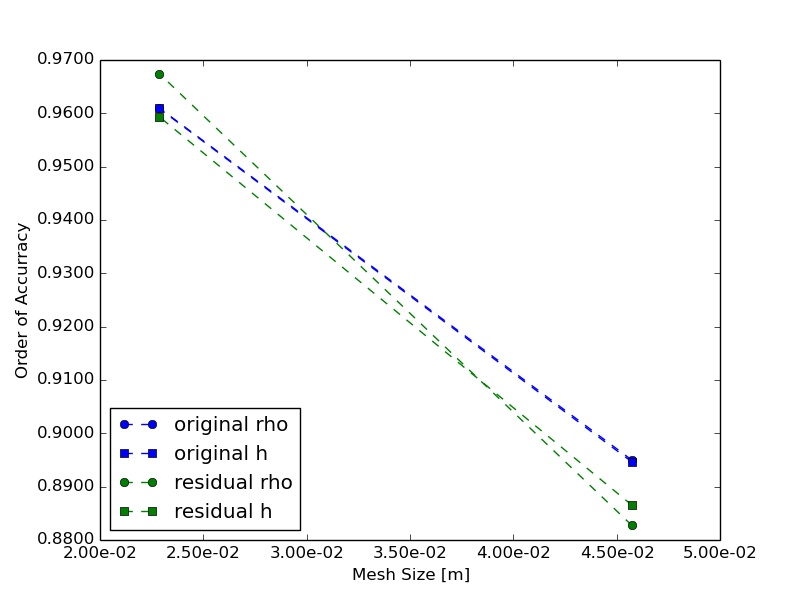 0.9700
0.9600
0.9500
0.9400
0.9300
0.9200
0.9100
0.9000
0.8900
0.8800
Order of Accurracy
original rho
original h
residual rho
residual h
2.00e-02 2.50e-02 3.00e-02 3.50e-02 4.00e-02 4.50e-02 5.00e-02
Mesh Size [m]